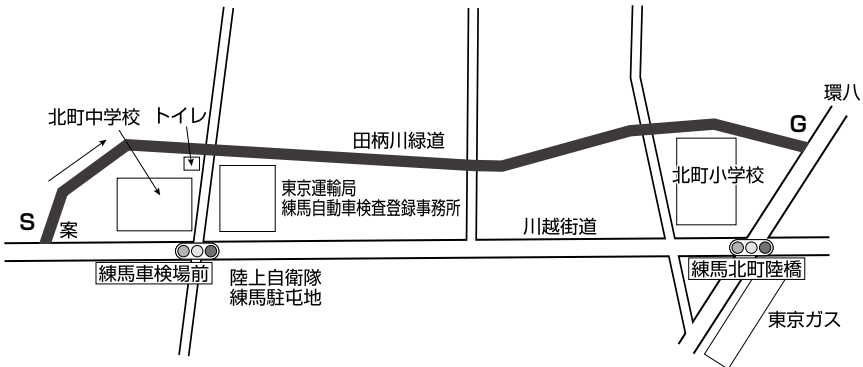 環八
北町中学校
トイレ
G
田柄川緑道
北町小学校
東京運輸局
練馬自動車検査登録事務所
S
案
川越街道
練馬車検場前
陸上自衛隊
練馬駐屯地
練馬北町陸橋
東京ガス